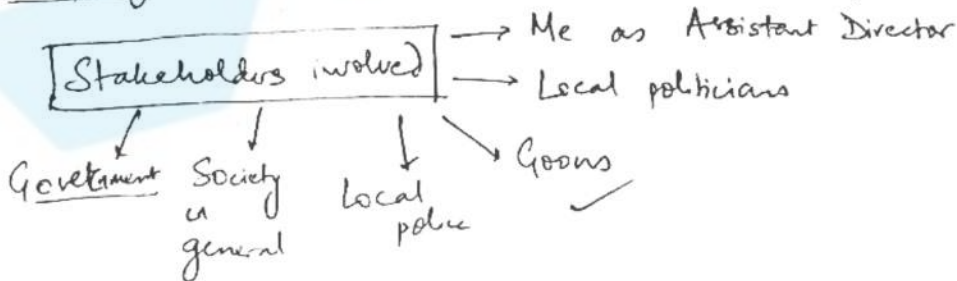 Me as Assistant Director
Stakeholders involved
Local politicians
Goons
Government Society in general
Local police